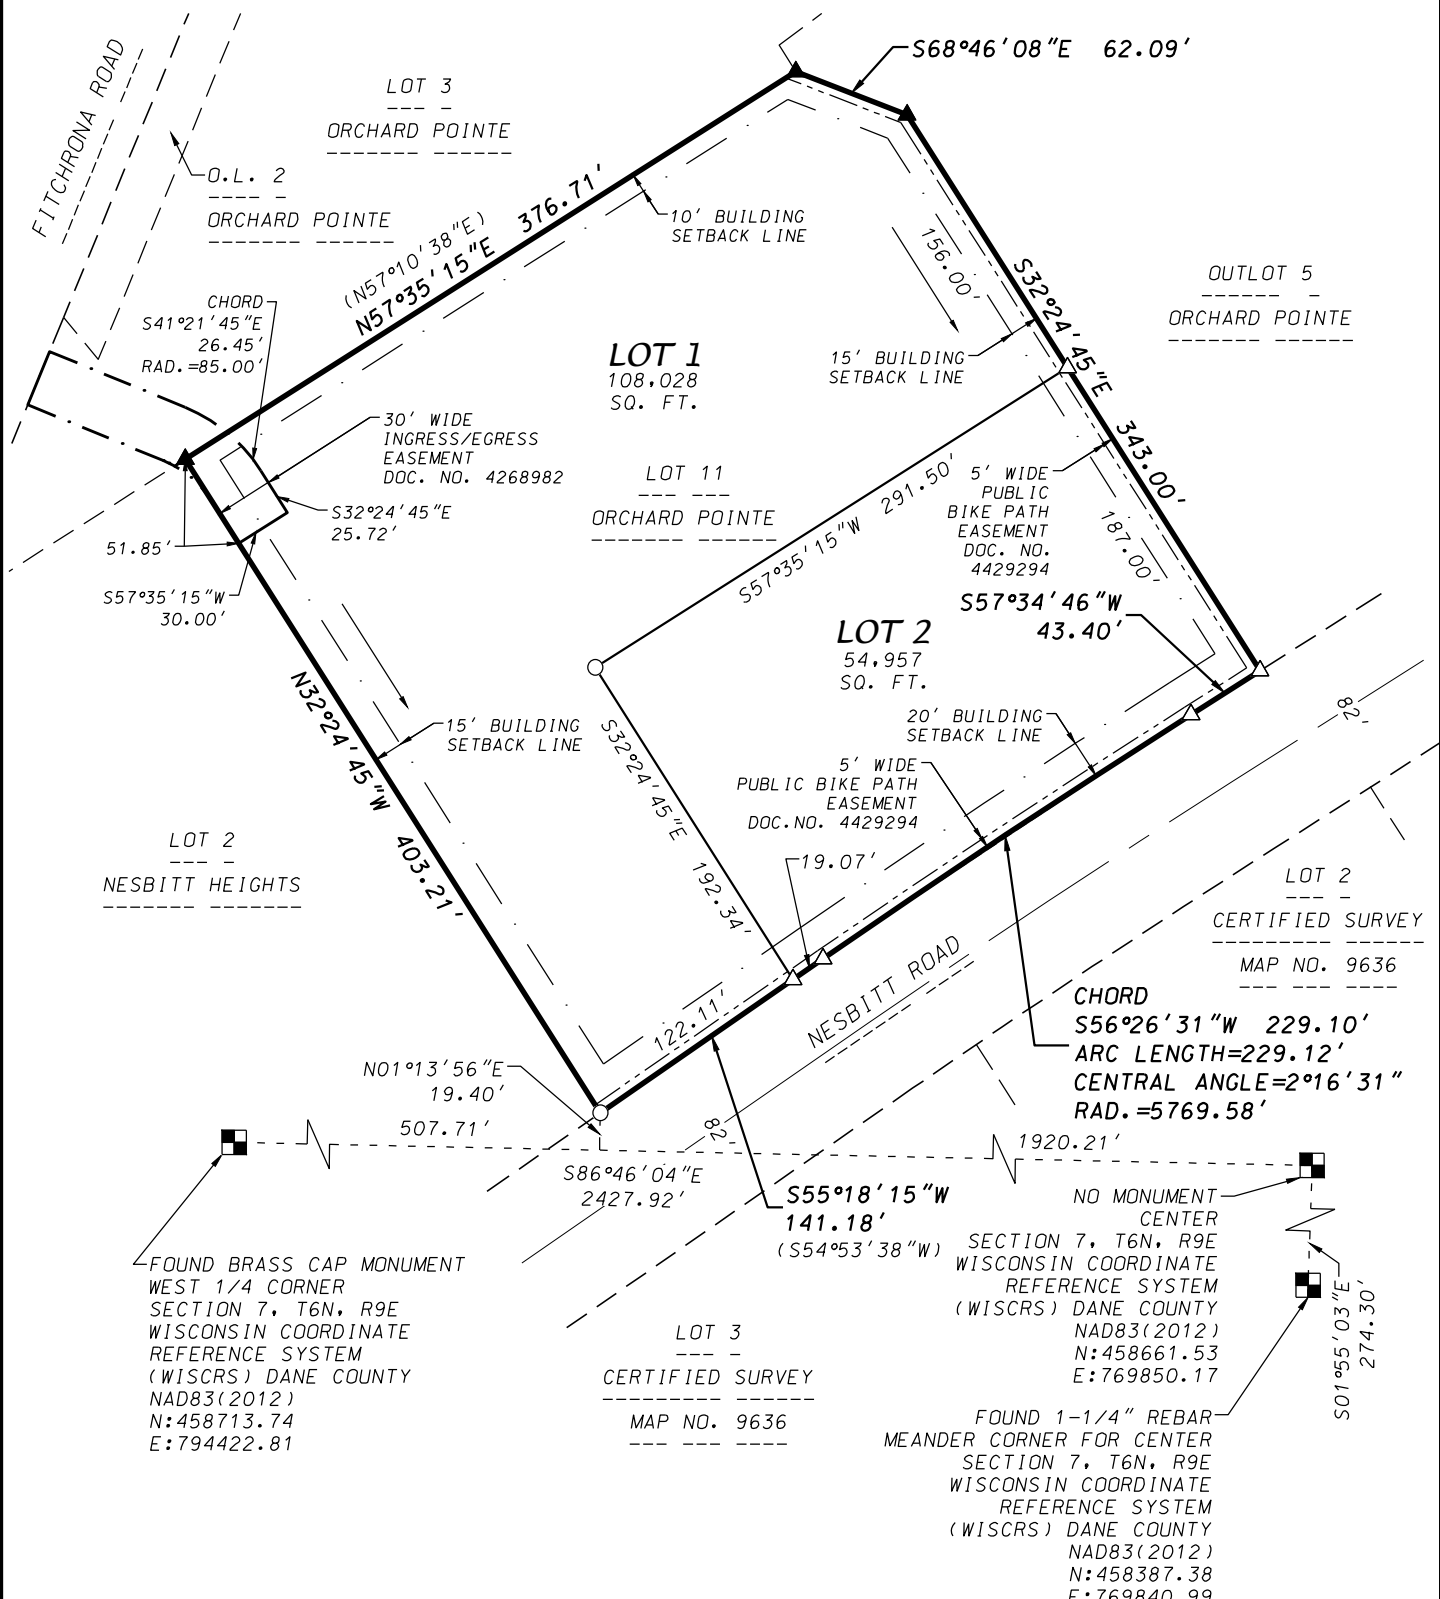 S68°46'08"E 62.09'
FITCHRONA ROAD
LOT 3
ORCHARD POINTE
O.L. 2
ORCHARD POINTE
(N57°10'38"E)
N57°35'15"E 376.71'
10' BUILDING
SETBACK LINE
156.00'
S32°24'45"E 343.00'
OUTLOT 5
ORCHARD POINTE
CHORD
S41°21'45"E
26.45'
RAD.=85.00'
LOT 1
108,028
SQ. FT.
15' BUILDING
SETBACK LINE
30' WIDE
INGRESS/EGRESS
EASEMENT
DOC. NO. 4268982
LOT 11
ORCHARD POINTE
S57°35'15"W 291.50'
5' WIDE
PUBLIC
BIKE PATH
EASEMENT
DOC. NO.
4429294
187.00'
S32°24'45"E
25.72'
51.85'
S57°35'15"W
30.00'
S57°34'46"W
43.40'
LOT 2
54,957
SQ. FT.
N32°24'45"W 403.21'
15' BUILDING
SETBACK LINE
S32°24'45"E 192.34'
20' BUILDING
SETBACK LINE
82'
5' WIDE
PUBLIC BIKE PATH
EASEMENT
DOC.NO. 4429294
19.07'
LOT 2
NESBITT HEIGHTS
LOT 2
CERTIFIED SURVEY
MAP NO. 9636
NESBITT ROAD
122.11'
CHORD
S56°26'31"W 229.10'
ARC LENGTH=229.12'
CENTRAL ANGLE=2°16'31"
RAD.=5769.58'
N01°13'56"E
19.40'
507.71'
82'
1920.21'
S86°46'04"E
2427.92'
S55°18'15"W
141.18'
(S54°53'38"W)
NO MONUMENT
CENTER
SECTION 7, T6N, R9E
WISCONSIN COORDINATE
REFERENCE SYSTEM
(WISCRS) DANE COUNTY
NAD83(2012)
N:458661.53
E:769850.17
FOUND BRASS CAP MONUMENT
WEST 1/4 CORNER
SECTION 7, T6N, R9E
WISCONSIN COORDINATE
REFERENCE SYSTEM
(WISCRS) DANE COUNTY
NAD83(2012)
N:458713.74
E:794422.81
LOT 3
CERTIFIED SURVEY
MAP NO. 9636
S01°55'03"E
274.30'
FOUND 1-1/4" REBAR
MEANDER CORNER FOR CENTER
SECTION 7, T6N, R9E
WISCONSIN COORDINATE
REFERENCE SYSTEM
(WISCRS) DANE COUNTY
NAD83(2012)
N:458387.38
E:769840.99